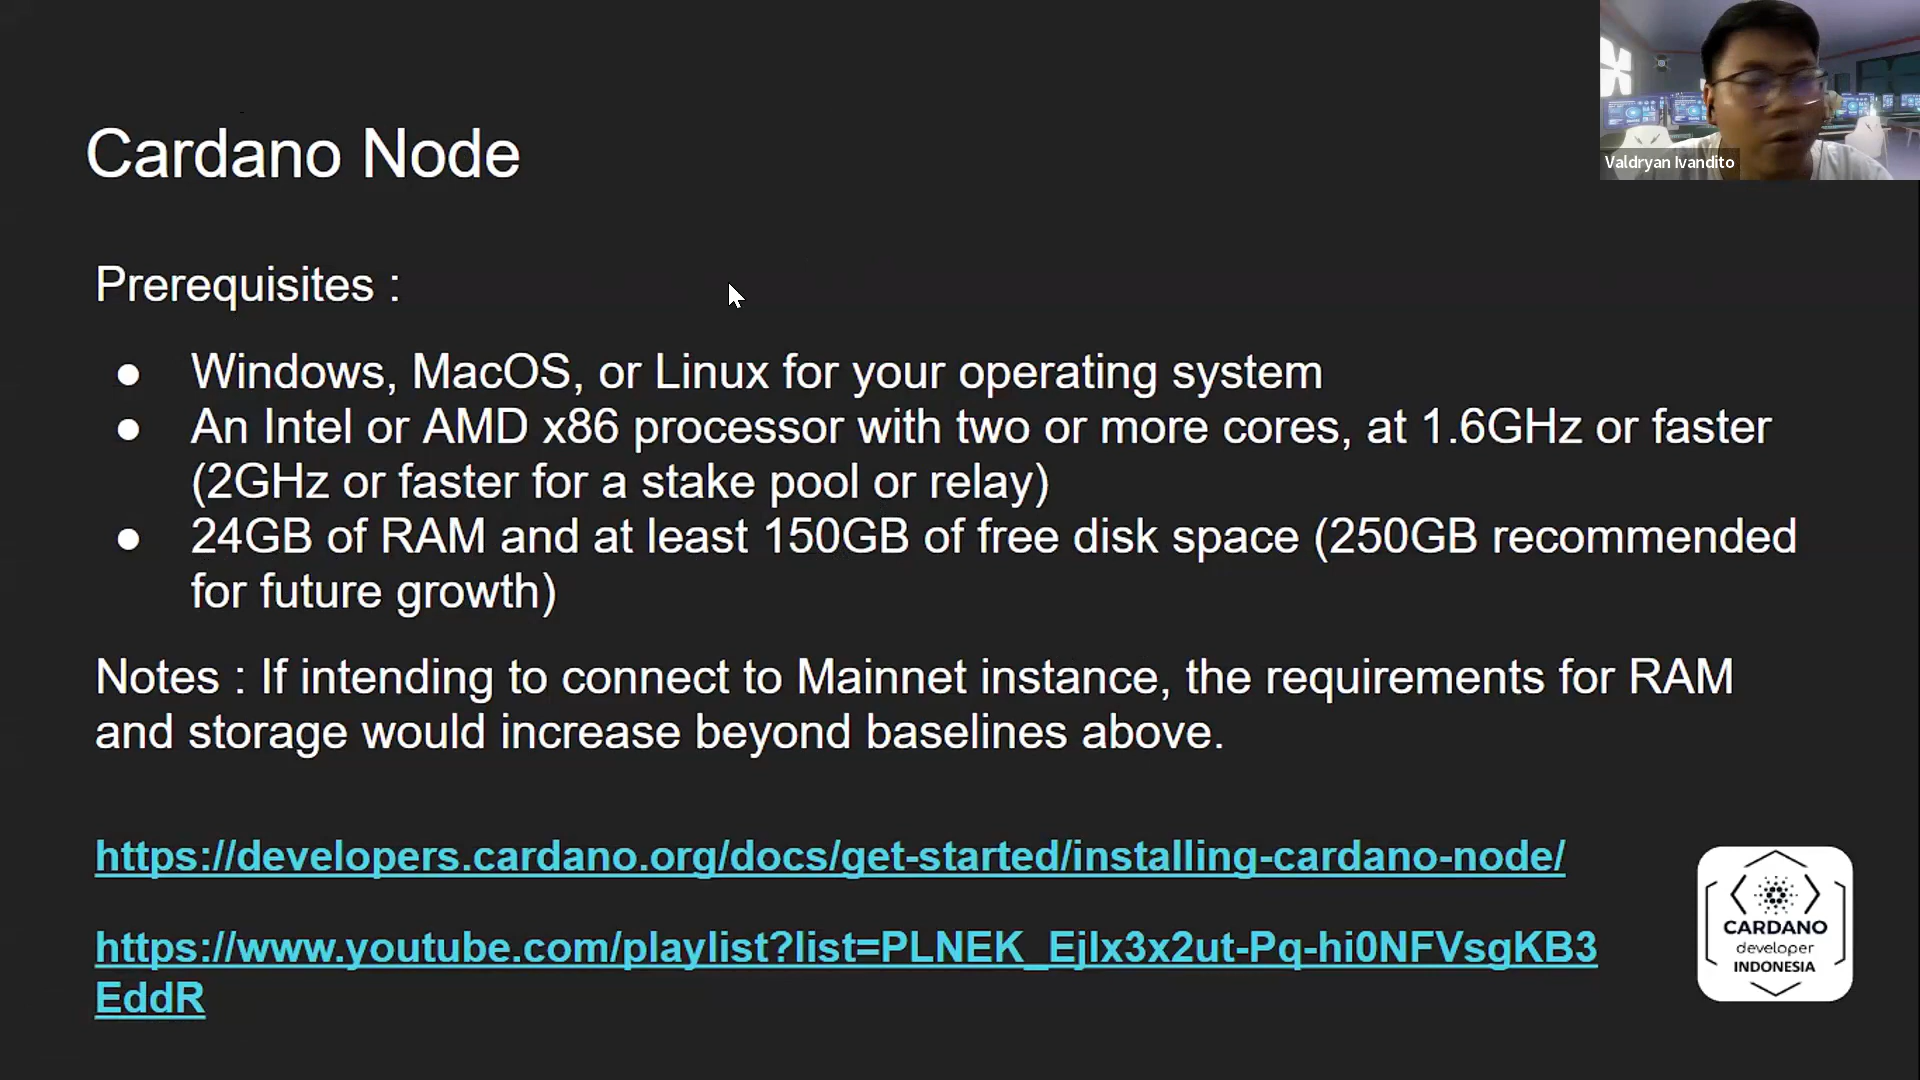 Cardano Node
Valdryan Ivandito
Prerequisites :
● Windows, MacOS, or Linux for your operating system
● An Intel or AMD x86 processor with two or more cores, at 1.6GHz or faster
(2GHz or faster for a stake pool or relay)
● 24GB of RAM and at least 150GB of free disk space (250GB recommended
for future growth)
Notes : If intending to connect to Mainnet instance, the requirements for RAM
and storage would increase beyond baselines above.
https://developers.cardano.org/docs/get-started/installing-cardano-node/
https://www.youtube.com/playlist?list=PLNEK_Ejlx3x2ut-Pq-hi0NFVsgKB3
EddR
CARDANO
developer
INDONESIA